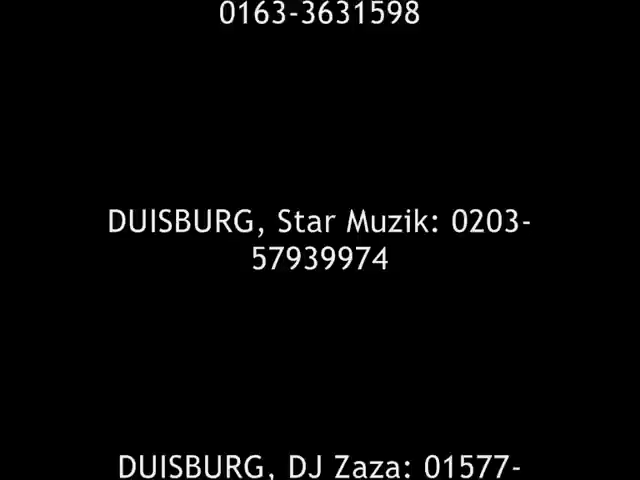 0163-3631598
DUISBURG, Star Muzik: 0203-
57939974
DUISBURG, DJ Zaza: 01577-